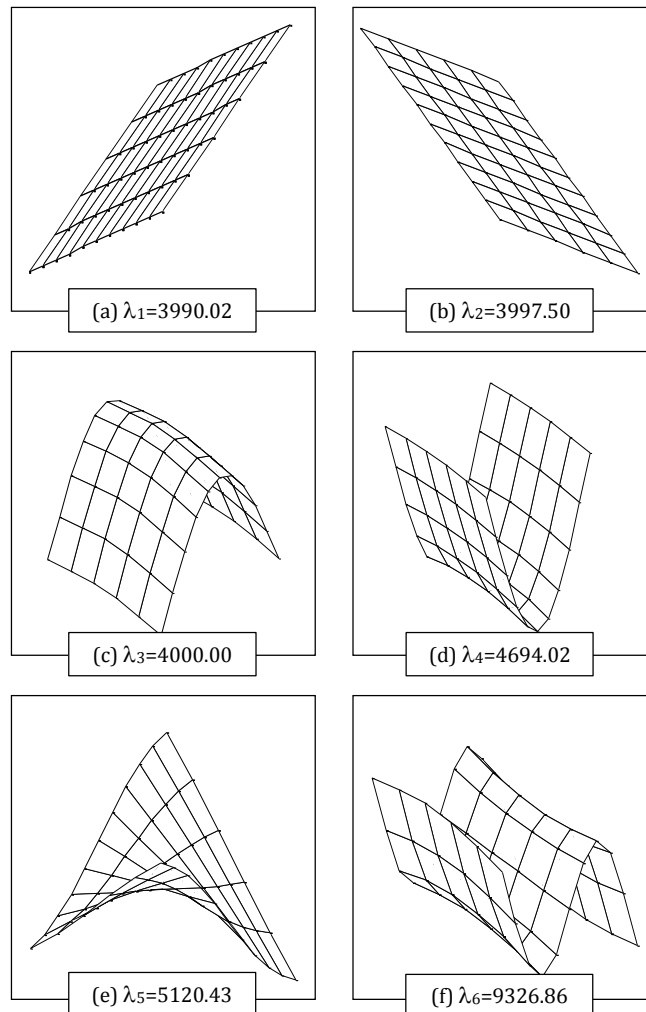 (a) λ1=3990.02
(b) λ2=3997.50
(c) λ3=4000.00
(d) λ4=4694.02
(e) λ5=5120.43
(f) λ6=9326.86